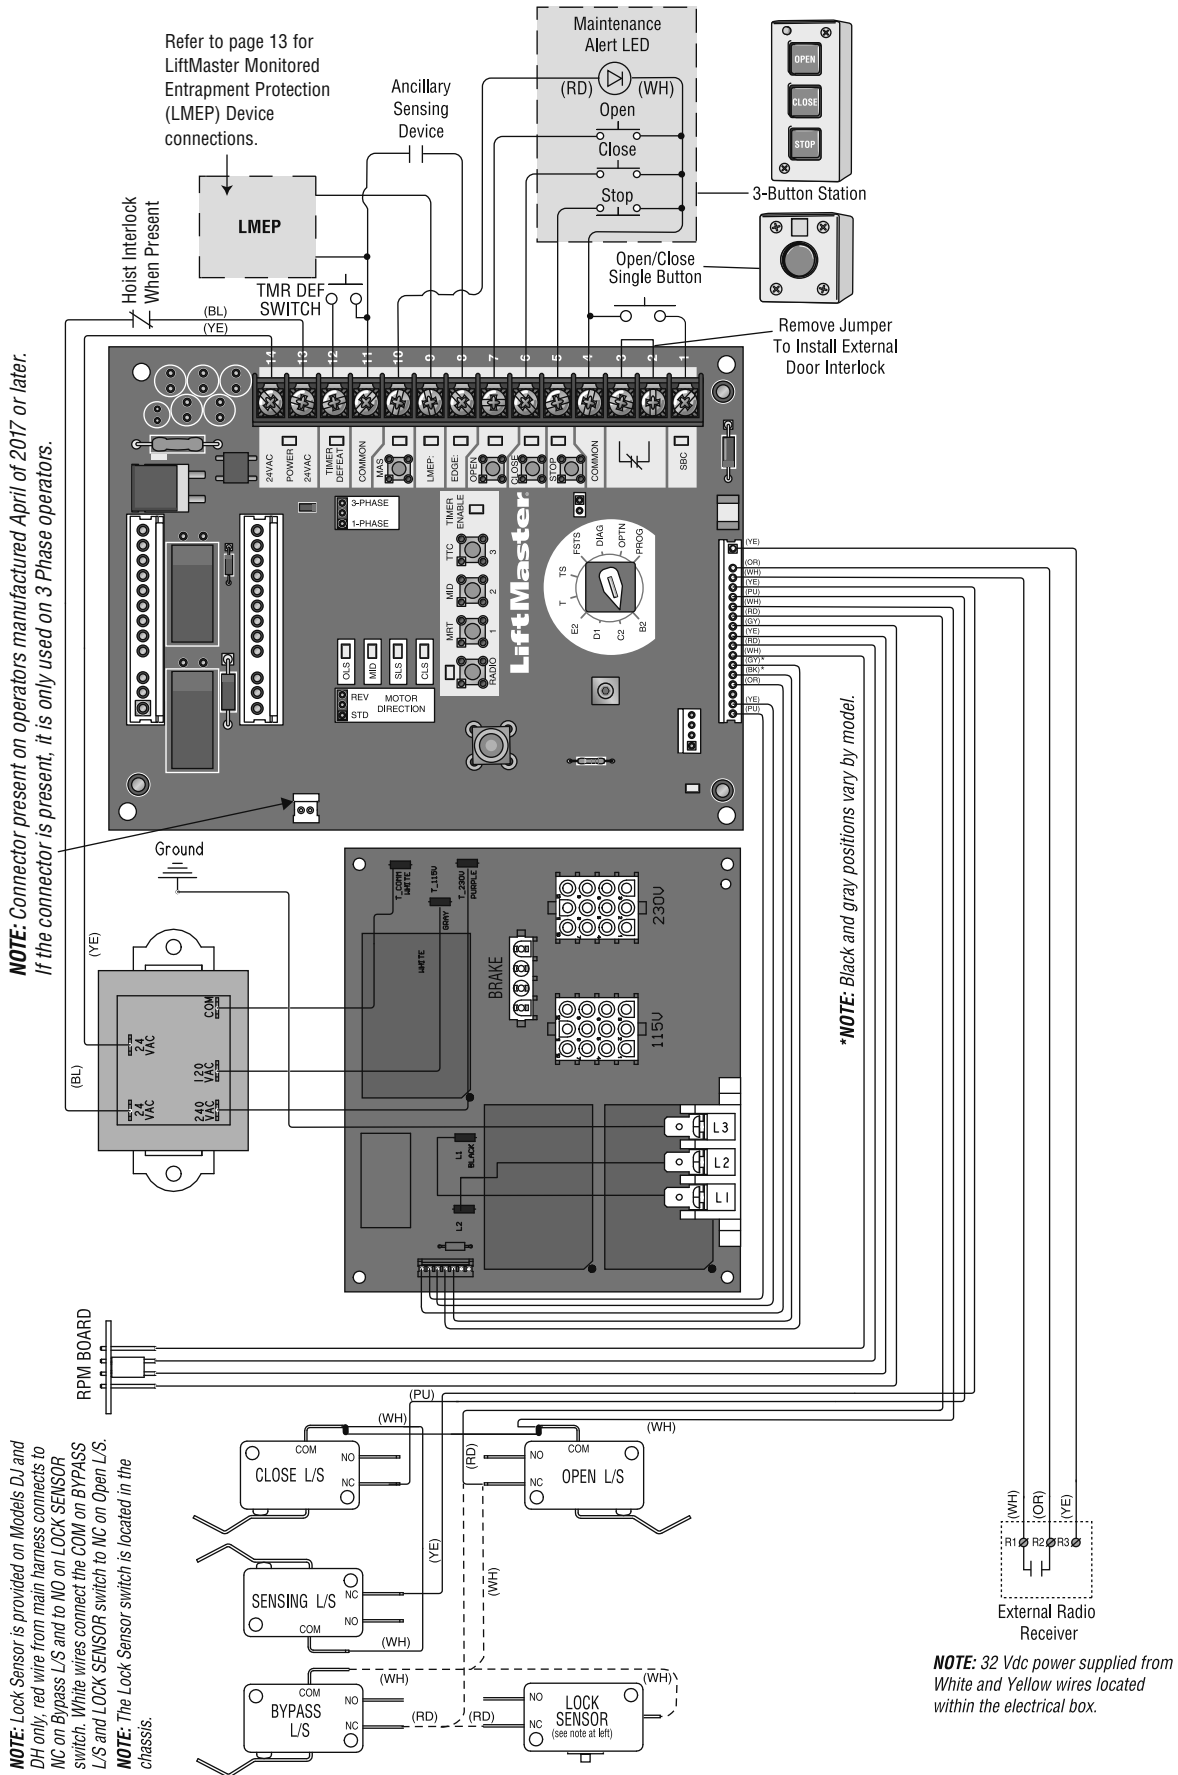 Refer to page 13 for
LiftMaster Monitored
Entrapment Protection
(LMEP) Device
connections.
LMEP
Ancillary
Sensing
Device
Maintenance
Alert LED
(RD)
(WH)
Open
Close
Stop
OPEN
CLOSE
STOP
3-Button Station
Open/Close
Single Button
Remove Jumper
To Install External
Door Interlock
Hoist Interlock
When Present
TMR DEF
SWITCH
(BL)
(YE)
14
13
12
11
10
9
8
7
6
5
4
3
2
1
24VAC
POWER
24VAC
TIMER
DEFEAT
COMMON
MAS
LMEP:
EDGE:
OPEN
CLOSE
STOP
COMMON
SBC
3-PHASE
1-PHASE
TIMER
ENABLE
TTC
3
MID
2
MRT
1
RADIO
LiftMaster
OLS
MID
SLS
CLS
REV
STD
MOTOR
DIRECTION
E2
T
TS
FSTS
DIAG
OPTN
PROG
B2
C2
D1
(YE)
(OR)
(WH)
(YE)
(PU)
(WH)
(RD)
(GY)
(YE)
(RD)
(WH)
(GY)*
(BK)*
(OR)
(YE)
(PU)
NOTE: Connector present on operators manufactured April of 2017 or later.
If the connector is present, it is only used on 3 Phase operators.
*NOTE: Black and gray positions vary by model.
Ground
(YE)
(BL)
COM
24
VAC
120
VAC
24
VAC
240
VAC
T_COMM
WHITE
T_115V
GRAY
T_230V
PURPLE
WHITE
BRAKE
230V
115V
L1
BLACK
L2
L3
L2
L1
RPM BOARD
(PU)
(WH)
(WH)
COM
CLOSE L/S
NO
NC
(RD)
NO
NC
COM
OPEN L/S
(YE)
(WH)
SENSING L/S
NC
NO
COM
(WH)
(WH)
(WH)
COM
BYPASS
L/S
NO
NC
(RD)
(RD)
NO
NC
LOCK
SENSOR
(see note at left)
NOTE: Lock Sensor is provided on Models DJ and
DH only, red wire from main harness connects to
NC on Bypass L/S and to NO on LOCK SENSOR
switch. White wires connect the COM on BYPASS
L/S and LOCK SENSOR switch to NC on Open L/S.
NOTE: The Lock Sensor switch is located in the
chassis.
(WH)
(OR)
(YE)
R1
R2
R3
External Radio
Receiver
NOTE: 32 Vdc power supplied from
White and Yellow wires located
within the electrical box.